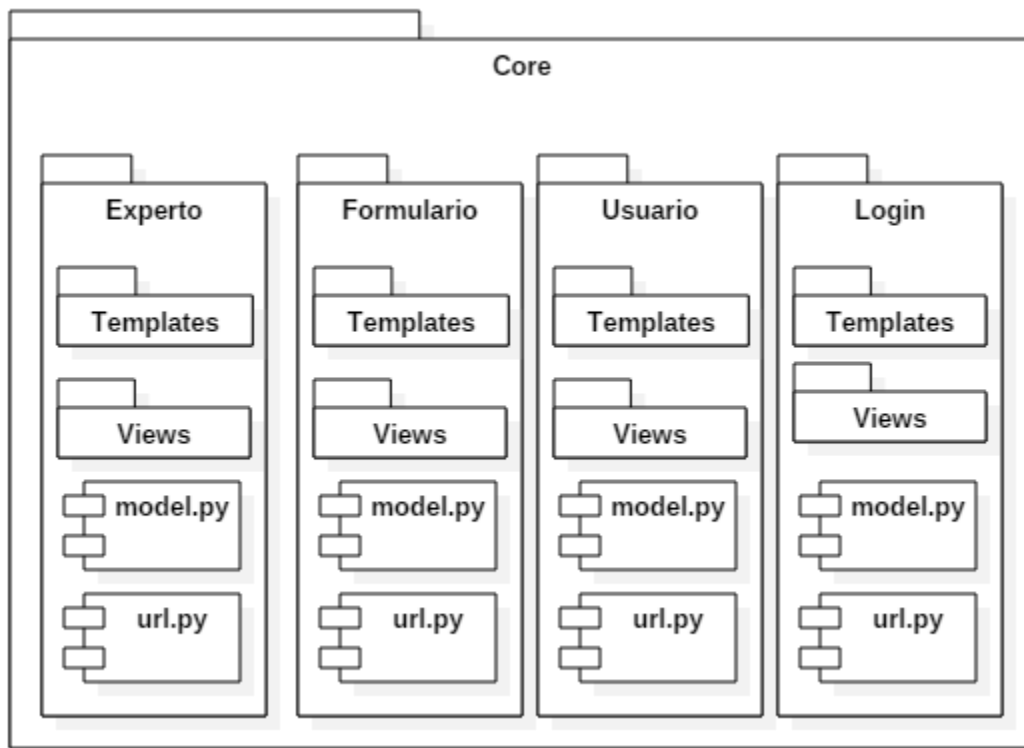 Core
Experto
Formulario
Usuario
Login
Templates
Templates
Templates
Templates
Views
Views
Views
Views
model.py
model.py
model.py
model.py
url.py
url.py
url.py
url.py